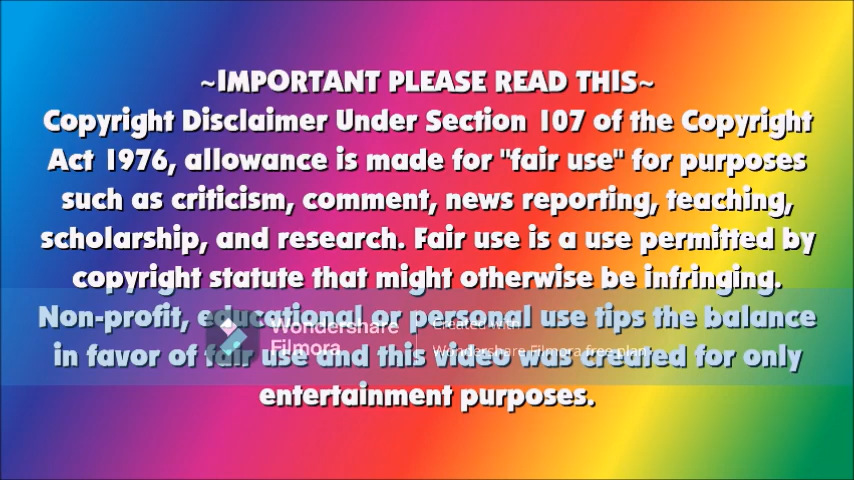 ~IMPORTANT PLEASE READ THIS~
Copyright Disclaimer Under Section 107 of the Copyright
Act 1976, allowance is made for "fair use" for purposes
such as criticism, comment, news reporting, teaching,
scholarship, and research. Fair use is a use permitted by
copyright statute that might otherwise be infringing.
Non-profit, educational or personal use tips the balance
in favor of fair use and this video was created for only
entertainment purposes.
Wondershare
Filmora
Created with
Wondershare Filmora free plan